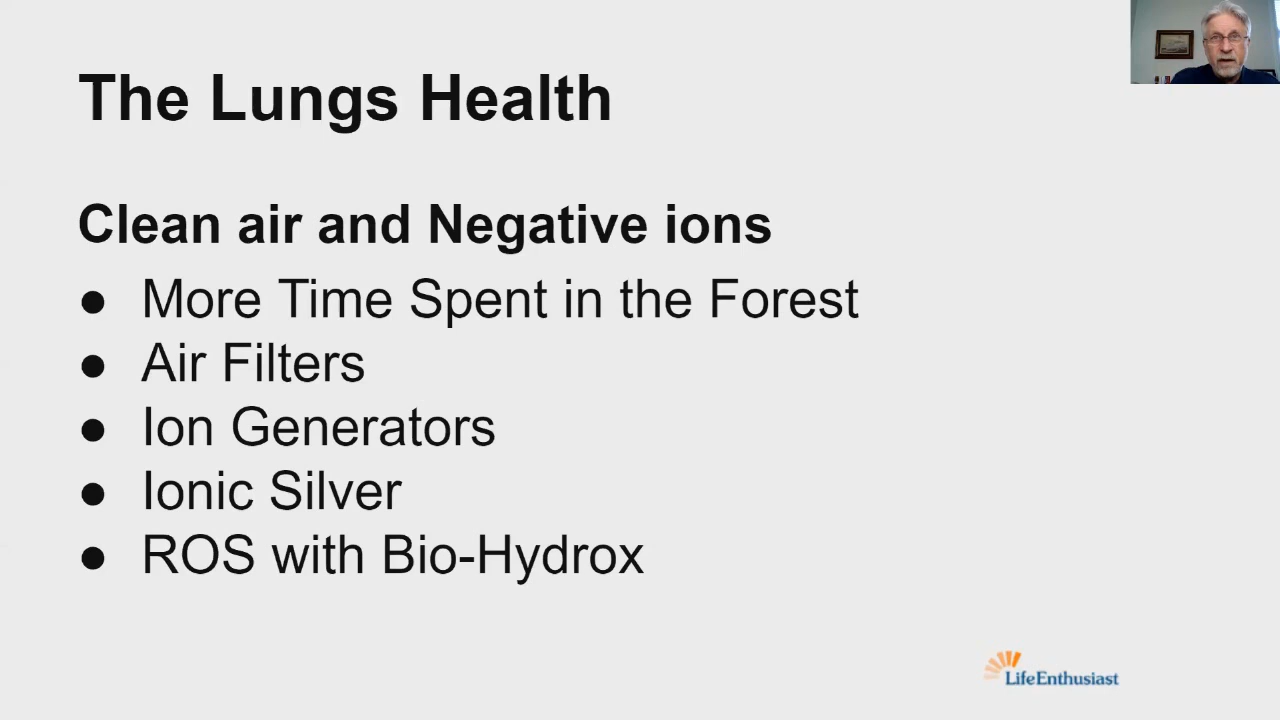 The Lungs Health
Clean air and Negative ions
● More Time Spent in the Forest
● Air Filters
● Ion Generators
● Ionic Silver
● ROS with Bio-Hydrox
LifeEnthusiast